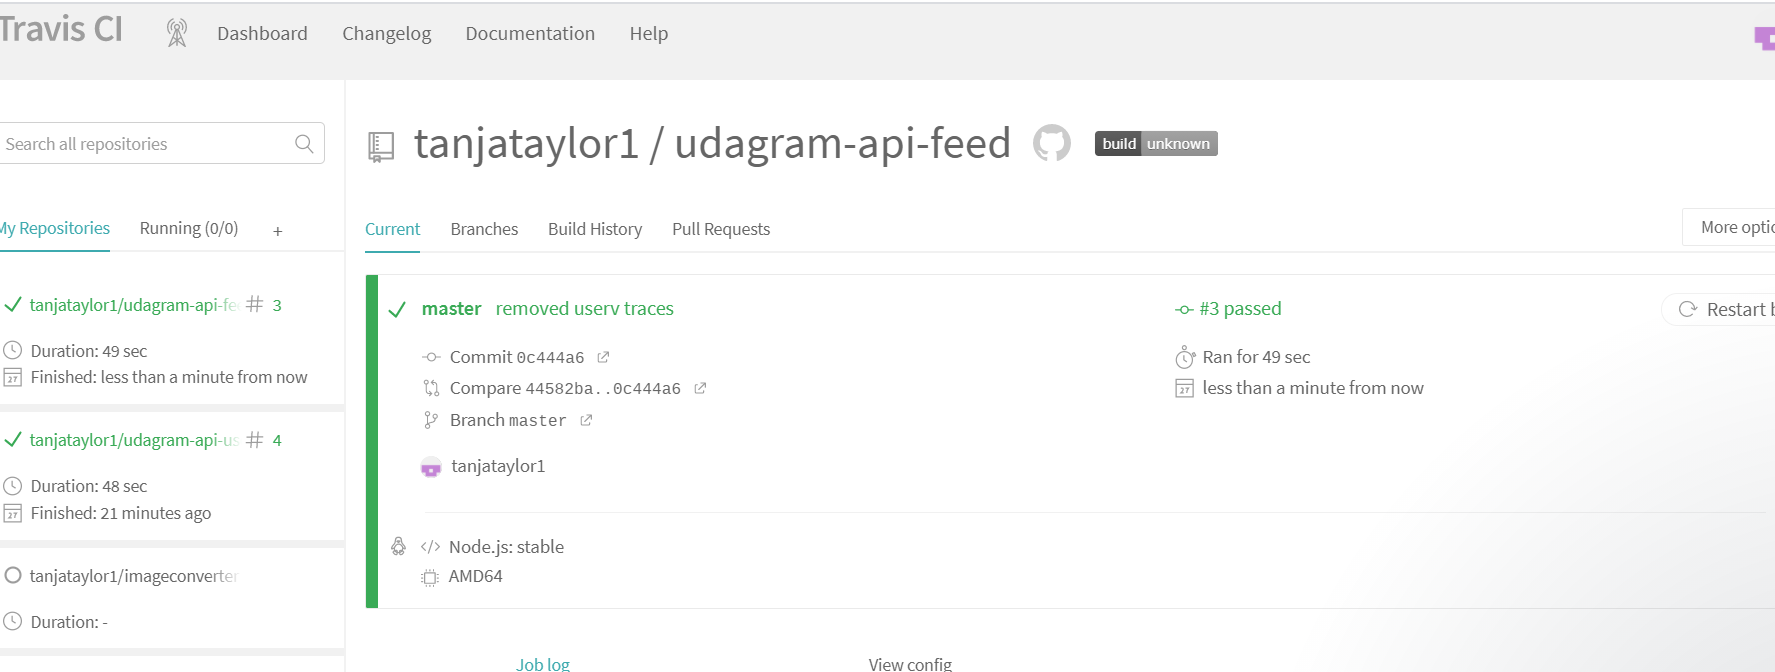 Travis CI
Dashboard
Changelog
Documentation
Help
Search all repositories
My Repositories
Running (0/0)
+
tanjataylor1/udagram-api-fe # 3
Duration: 49 sec
27 Finished: less than a minute from now
tanjataylor1/udagram-api-us # 4
Duration: 48 sec
27 Finished: 21 minutes ago
tanjataylor1/imageconverter
Duration: -
tanjataylor1 / udagram-api-feed
build unknown
Current
Branches
Build History
Pull Requests
More optio
master removed userv traces
Commit 0c444a6
Compare 44582ba..0c444a6
Branch master
tanjataylor1
#3 passed
Ran for 49 sec
27 less than a minute from now
Restart b
</> Node.js: stable
AMD64
Job log
View config